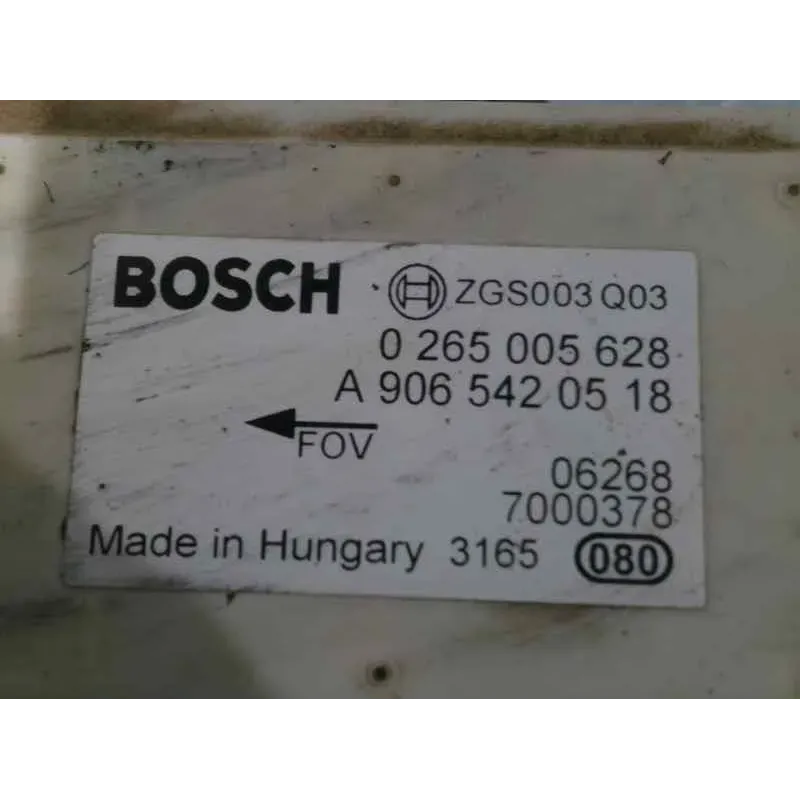 BOSCH ZGS003 Q03
0 265 005 628
A 906 542 05 18
FOV
06268
7000378
Made in Hungary 3165 080